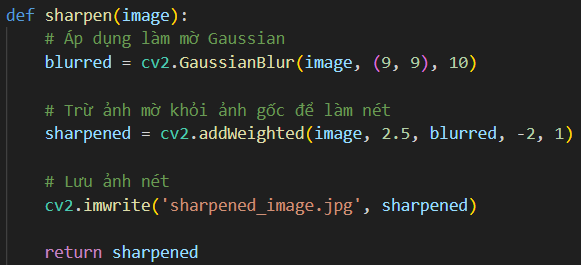 def sharpen(image):
# Áp dụng làm mờ Gaussian
blurred = cv2.GaussianBlur(image, (9, 9), 10)
# Trừ ảnh mờ khỏi ảnh gốc để làm nét
sharpened = cv2.addWeighted(image, 2.5, blurred, -2, 1)
# Lưu ảnh nét
cv2.imwrite('sharpened_image.jpg', sharpened)
return sharpened